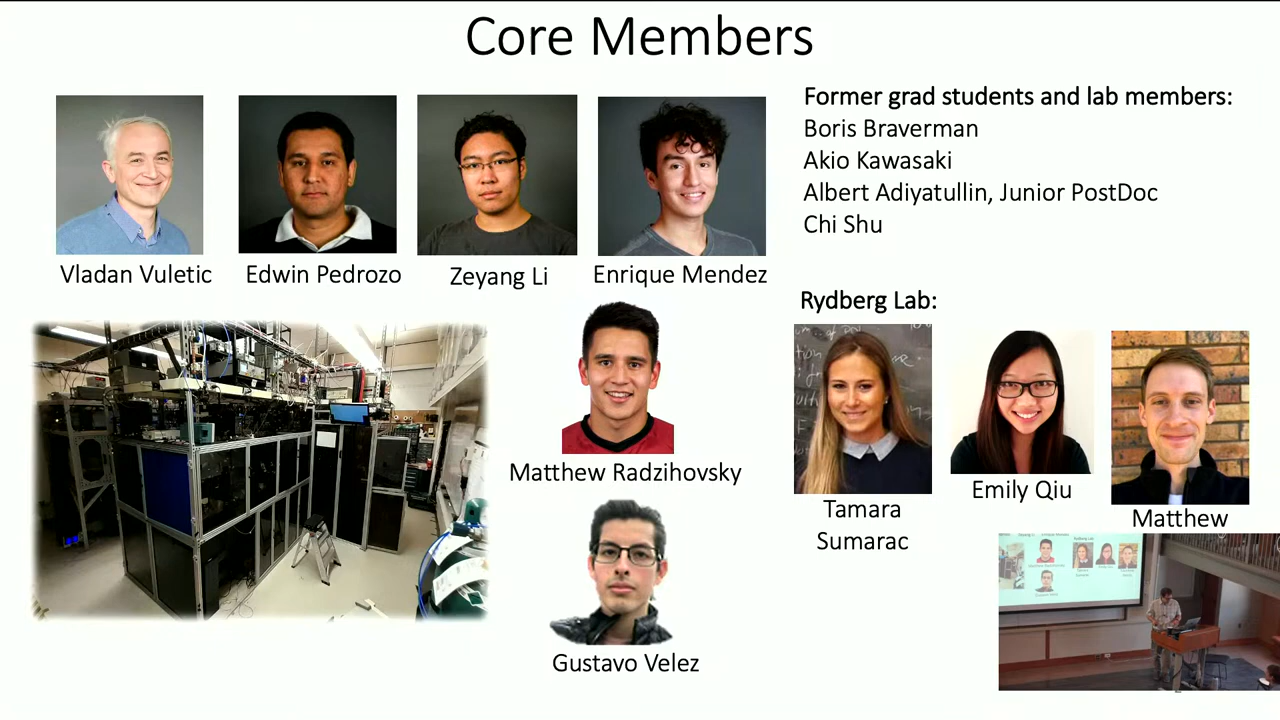 Core Members
Former grad students and lab members:
Boris Braverman
Akio Kawasaki
Albert Adiyatullin, Junior PostDoc
Chi Shu
Vladan Vuletic
Edwin Pedrozo
Zeyang Li
Enrique Mendez
Rydberg Lab:
Matthew Radzihovsky
Emily Qiu
Tamara
Sumarac
Matthew
Gustavo Velez